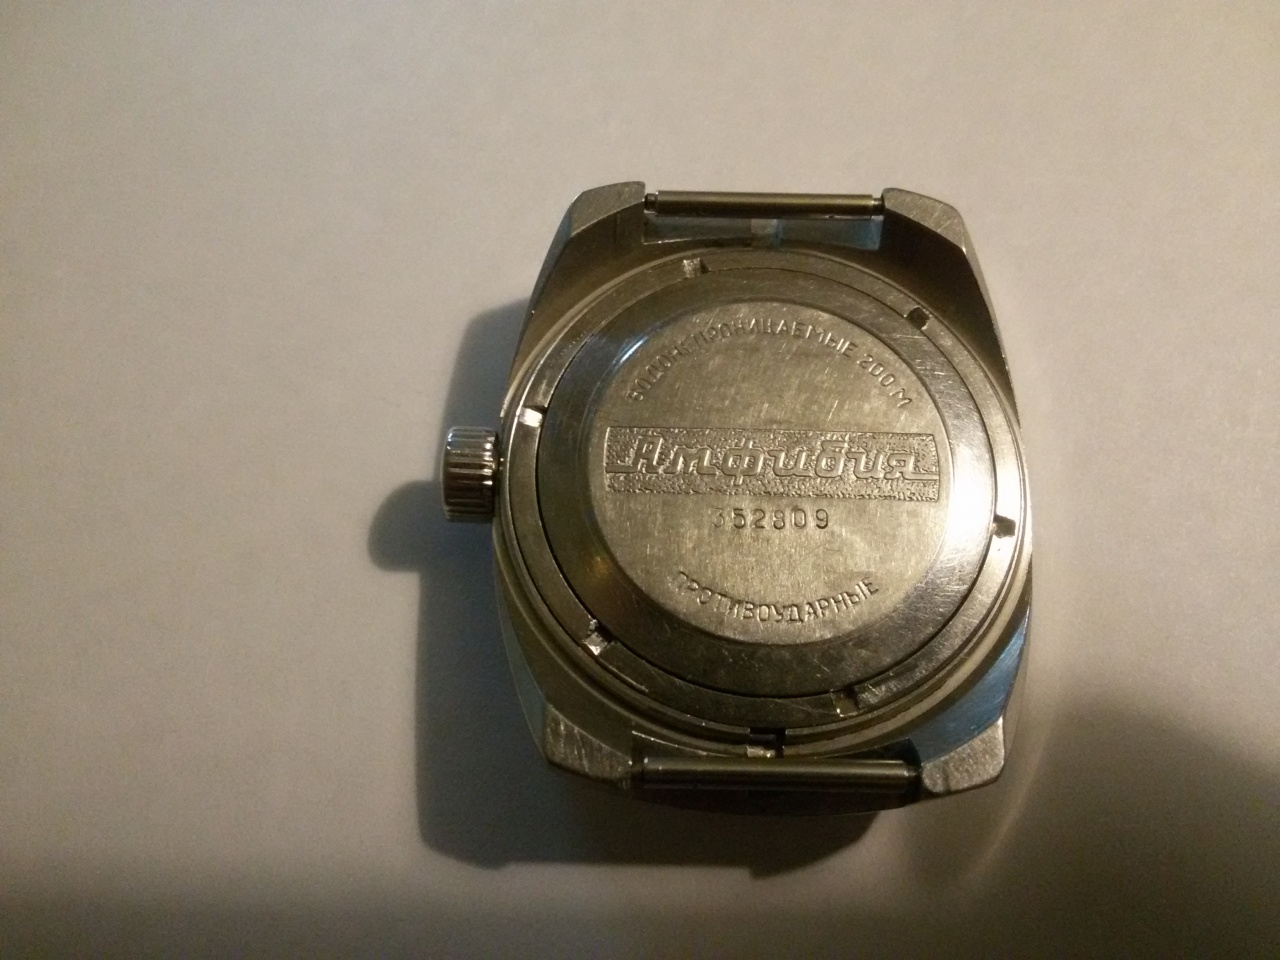 ВОДОНЕПРОНИЦАЕМЫЕ 200 М
Амфибия
352809
ПРОТИВОУДАРНЫЕ